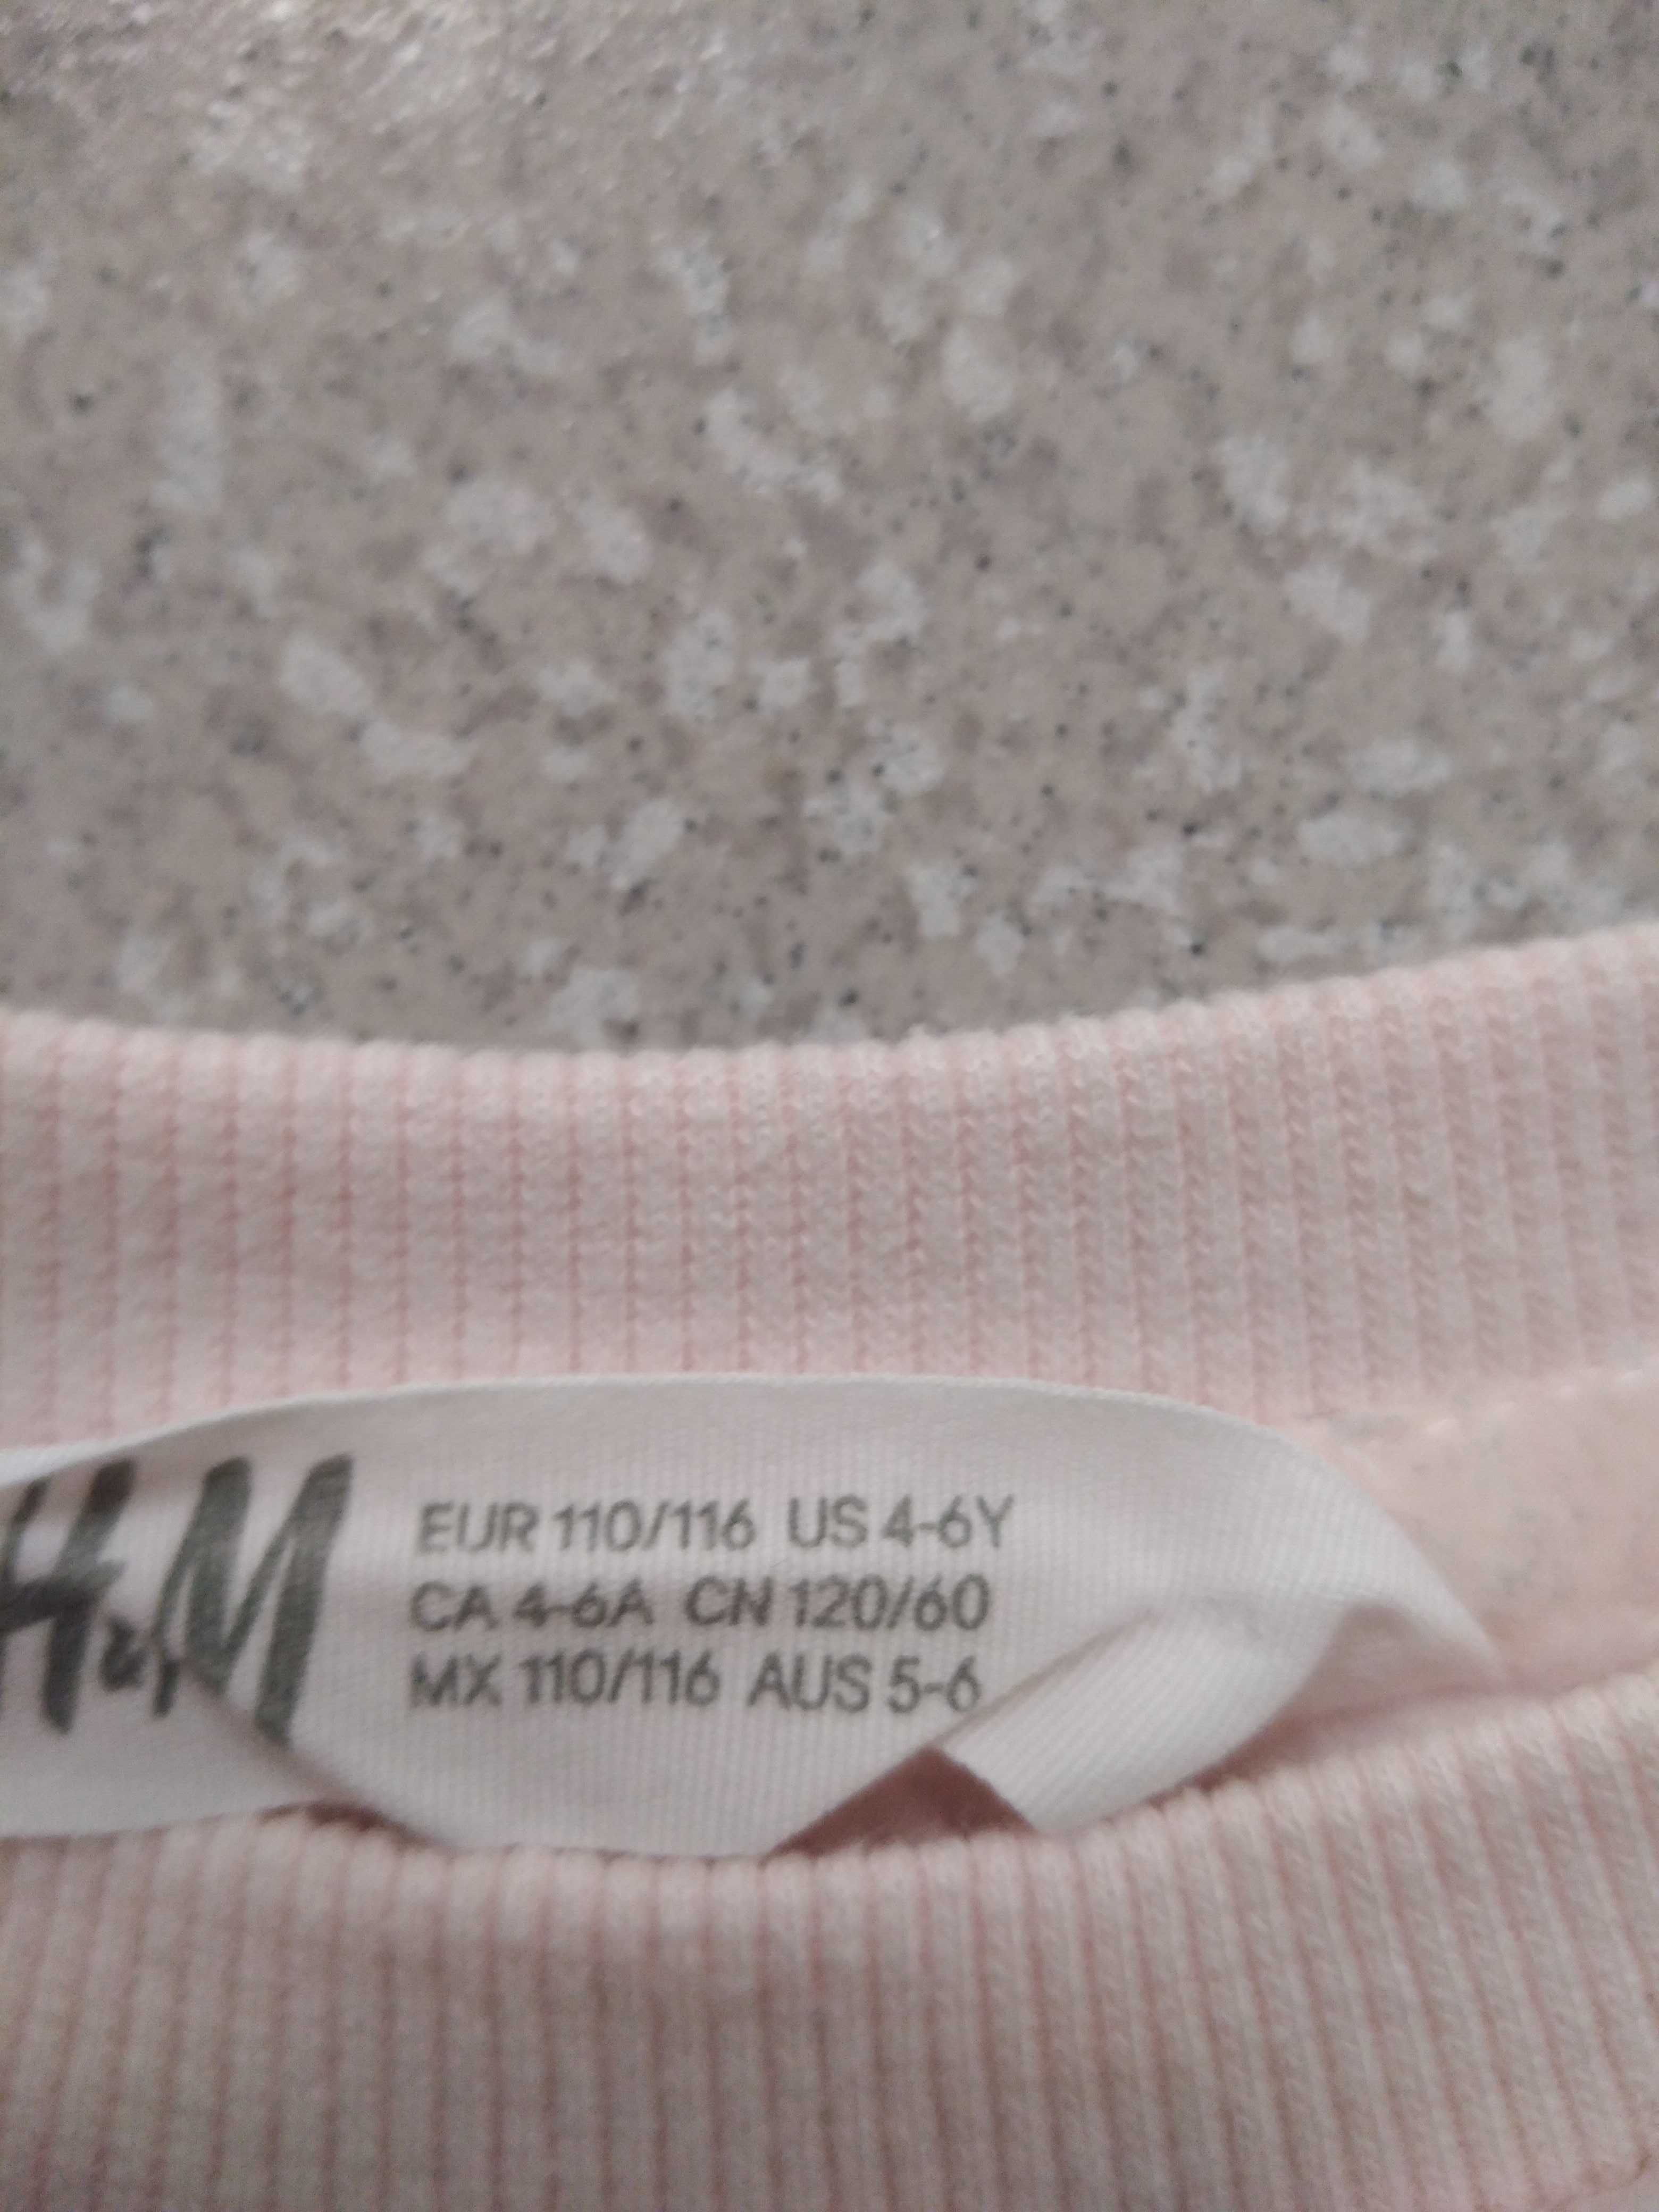 H&M
EUR 110/116 US 4-6Y
CA 4-6A CN 120/60
MX 110/116 AUS 5-6